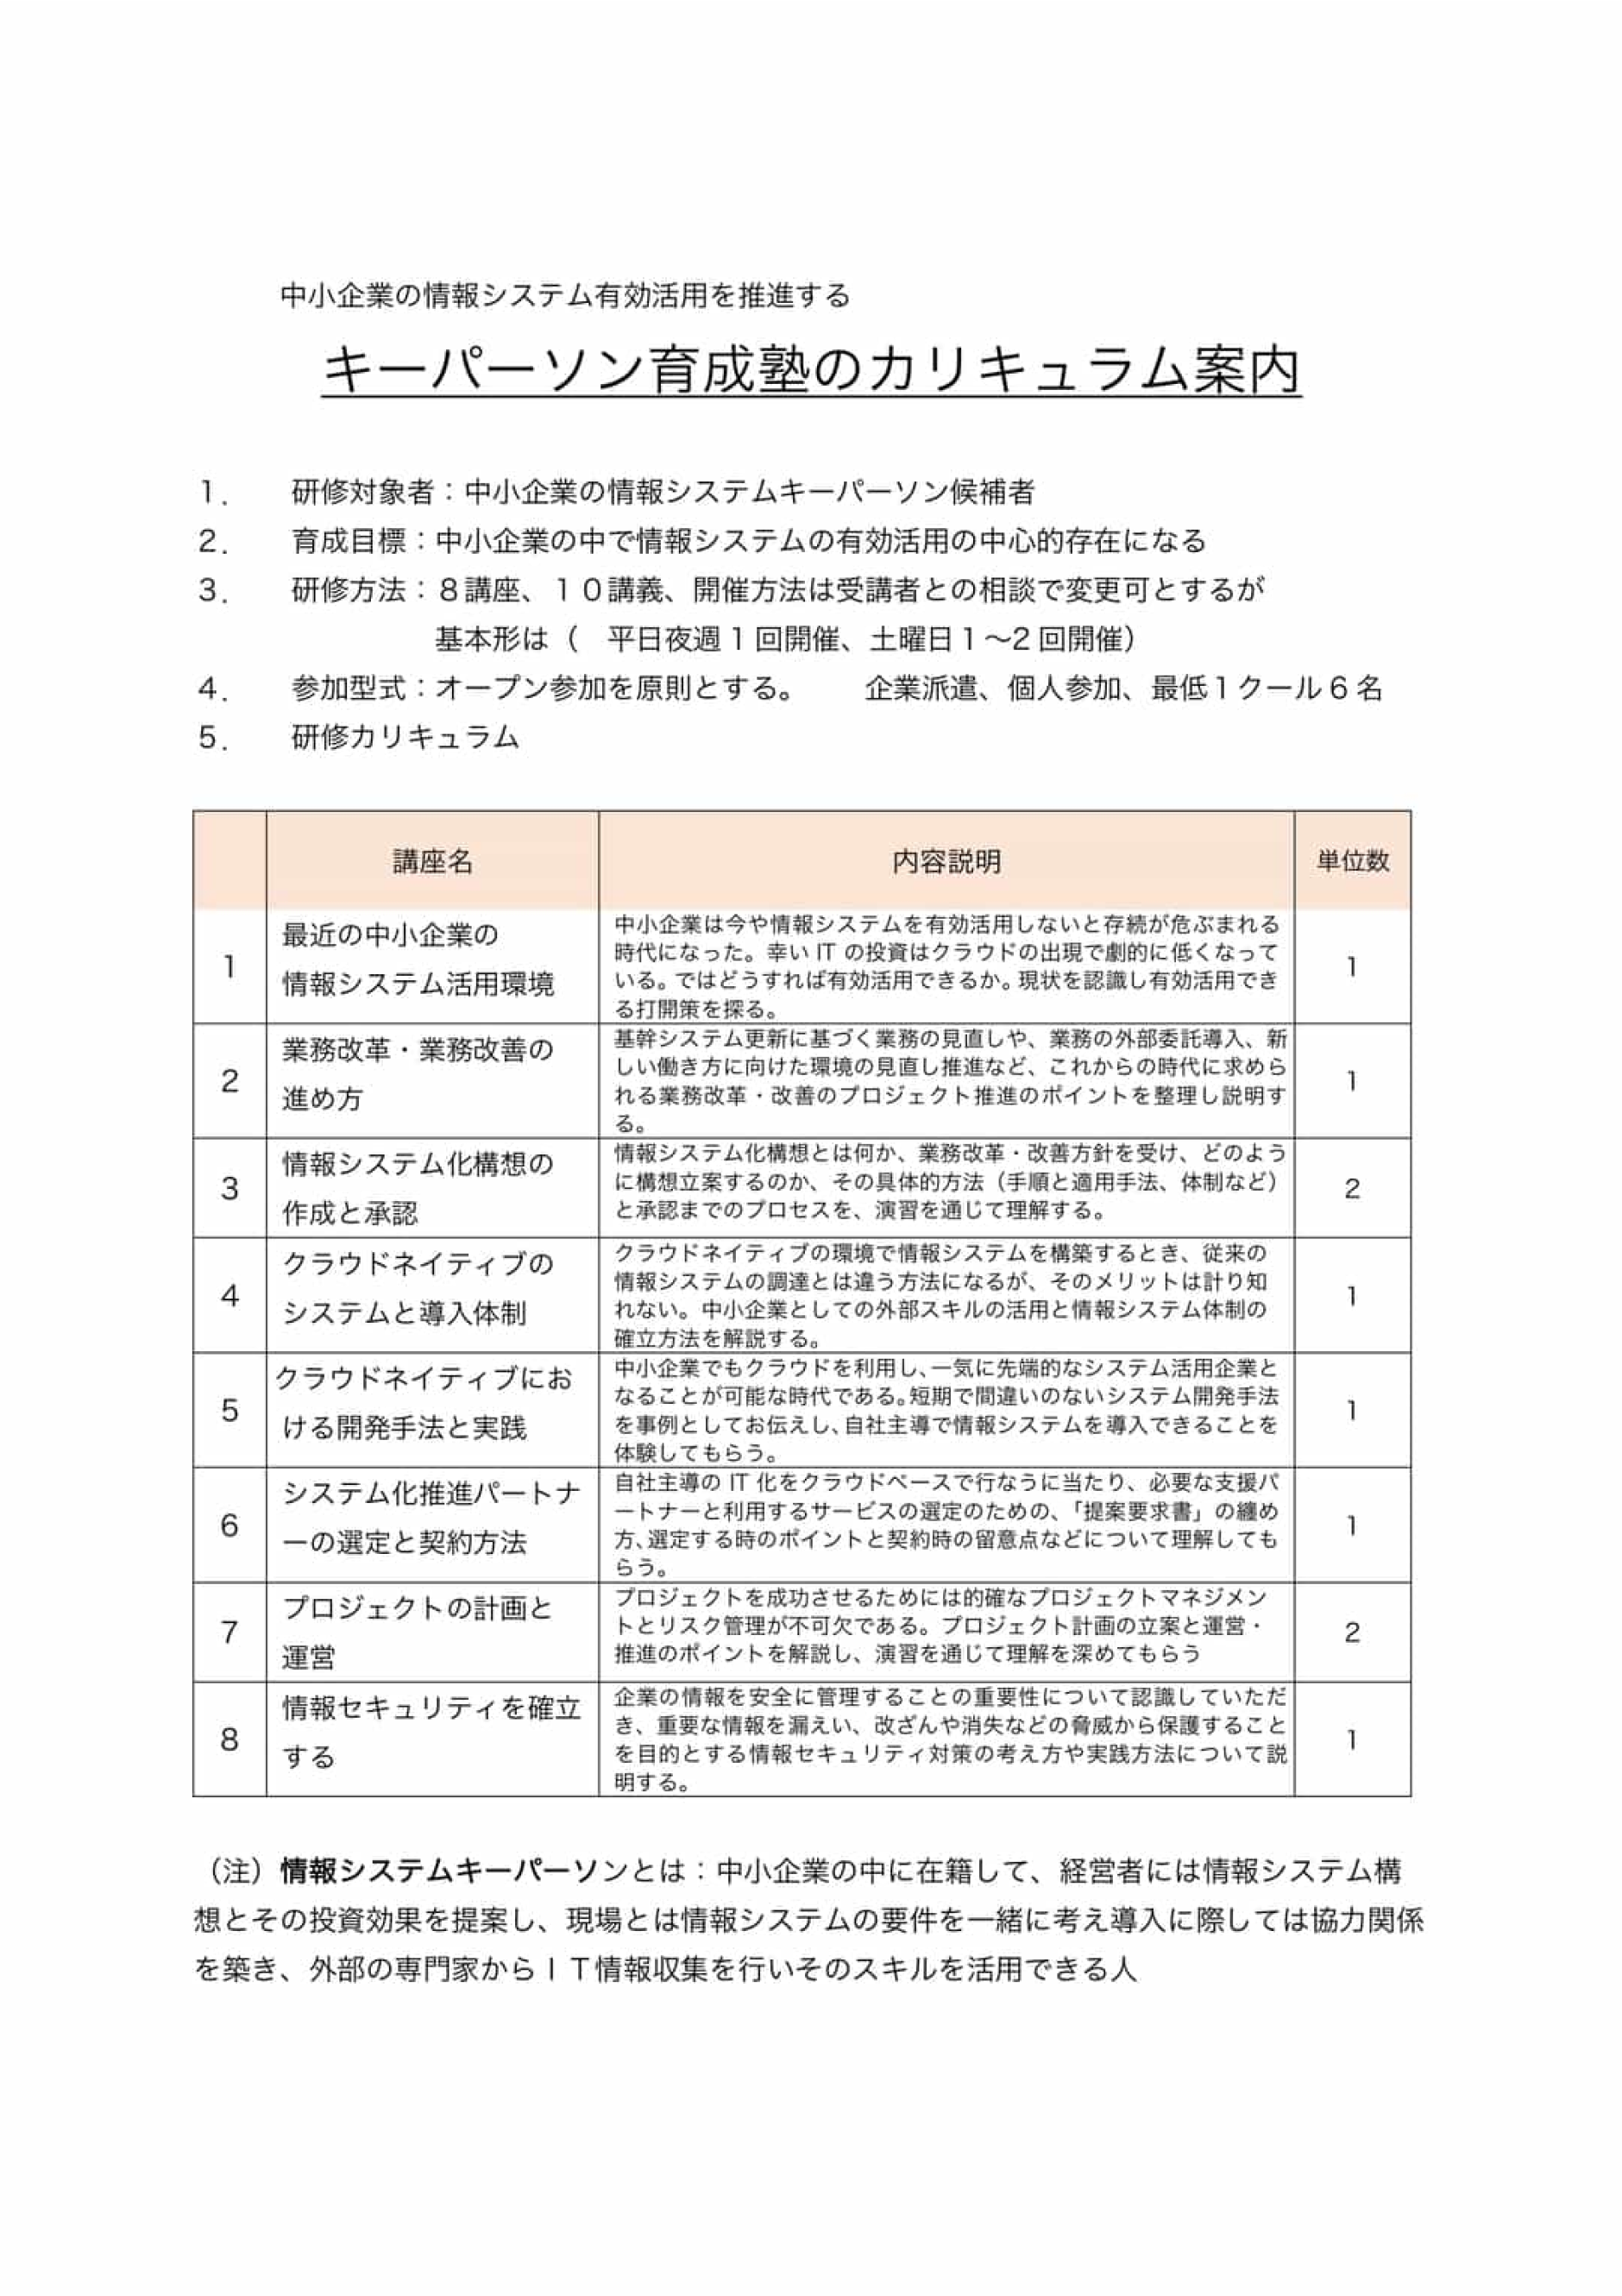 中小企業の情報システム有効活用を推進する
キーパーソン育成塾のカリキュラム案内
1． 研修対象者：中小企業の情報システムキーパーソン候補者
2． 育成目標：中小企業の中で情報システムの有効活用の中心的存在になる
3． 研修方法：８講座、１０講義、開催方法は受講者との相談で変更可とするが
基本形は（ 平日夜週１回開催、土曜日１～２回開催）
4． 参加型式：オープン参加を原則とする。 企業派遣、個人参加、最低１クール６名
5． 研修カリキュラム
講座名 内容説明 単位数
1
最近の中小企業の
情報システム活用環境
中小企業は今や情報システムを有効活用しないと存続が危ぶまれる
時代になった。幸い IT の投資はクラウドの出現で劇的に低くなって
いる。ではどうすれば有効活用できるか。現状を認識し有効活用でき
る打開策を探る。
1
2
業務改革・業務改善の
進め方
基幹システム更新に基づく業務の見直しや、業務の外部委託導入、新
しい働き方に向けた環境の見直し推進など、これからの時代に求めら
れる業務改革・改善のプロジェクト推進のポイントを整理し説明す
る。
1
3
情報システム化構想の
作成と承認
情報システム化構想とは何か、業務改革・改善方針を受け、どのよう
に構想立案するのか、その具体的方法（手順と適用手法、体制など）
と承認までのプロセスを、演習を通じて理解する。
2
4
クラウドネイティブの
システムと導入体制
クラウドネイティブの環境で情報システムを構築するとき、従来の
情報システムの調達とは違う方法になるが、そのメリットは計り知
れない。中小企業としての外部スキルの活用と情報システム体制の
確立方法を解説する。
1
5
クラウドネイティブにお
ける開発手法と実践
中小企業でもクラウドを利用し、一気に先端的なシステム活用企業と
なることが可能な時代である。短期で間違いのないシステム開発手法
を事例としてお伝えし、自社主導で情報システムを導入できることを
体験してもらう。
1
6
システム化推進パートナ
ーの選定と契約方法
自社主導の IT 化をクラウドベースで行なうに当たり、必要な支援パ
ートナーと利用するサービスの選定のための、「提案要求書」の纏め
方、選定する時のポイントと契約時の留意点などについて理解しても
らう。
1
7
プロジェクトの計画と
運営
プロジェクトを成功させるためには的確なプロジェクトマネジメン
トとリスク管理が不可欠である。プロジェクト計画の立案と運営・
推進のポイントを解説し、演習を通じて理解を深めてもらう
2
8
情報セキュリティを確立
する
企業の情報を安全に管理することの重要性について認識していただ
き、重要な情報を漏えい、改ざんや消失などの脅威から保護すること
を目的とする情報セキュリティ対策の考え方や実践方法について説
明する。
1
（注）情報システムキーパーソンとは：中小企業の中に在籍して、経営者には情報システム構
想とその投資効果を提案し、現場とは情報システムの要件を一緒に考え導入に際しては協力関係
を築き、外部の専門家からＩＴ情報収集を行いそのスキルを活用できる人